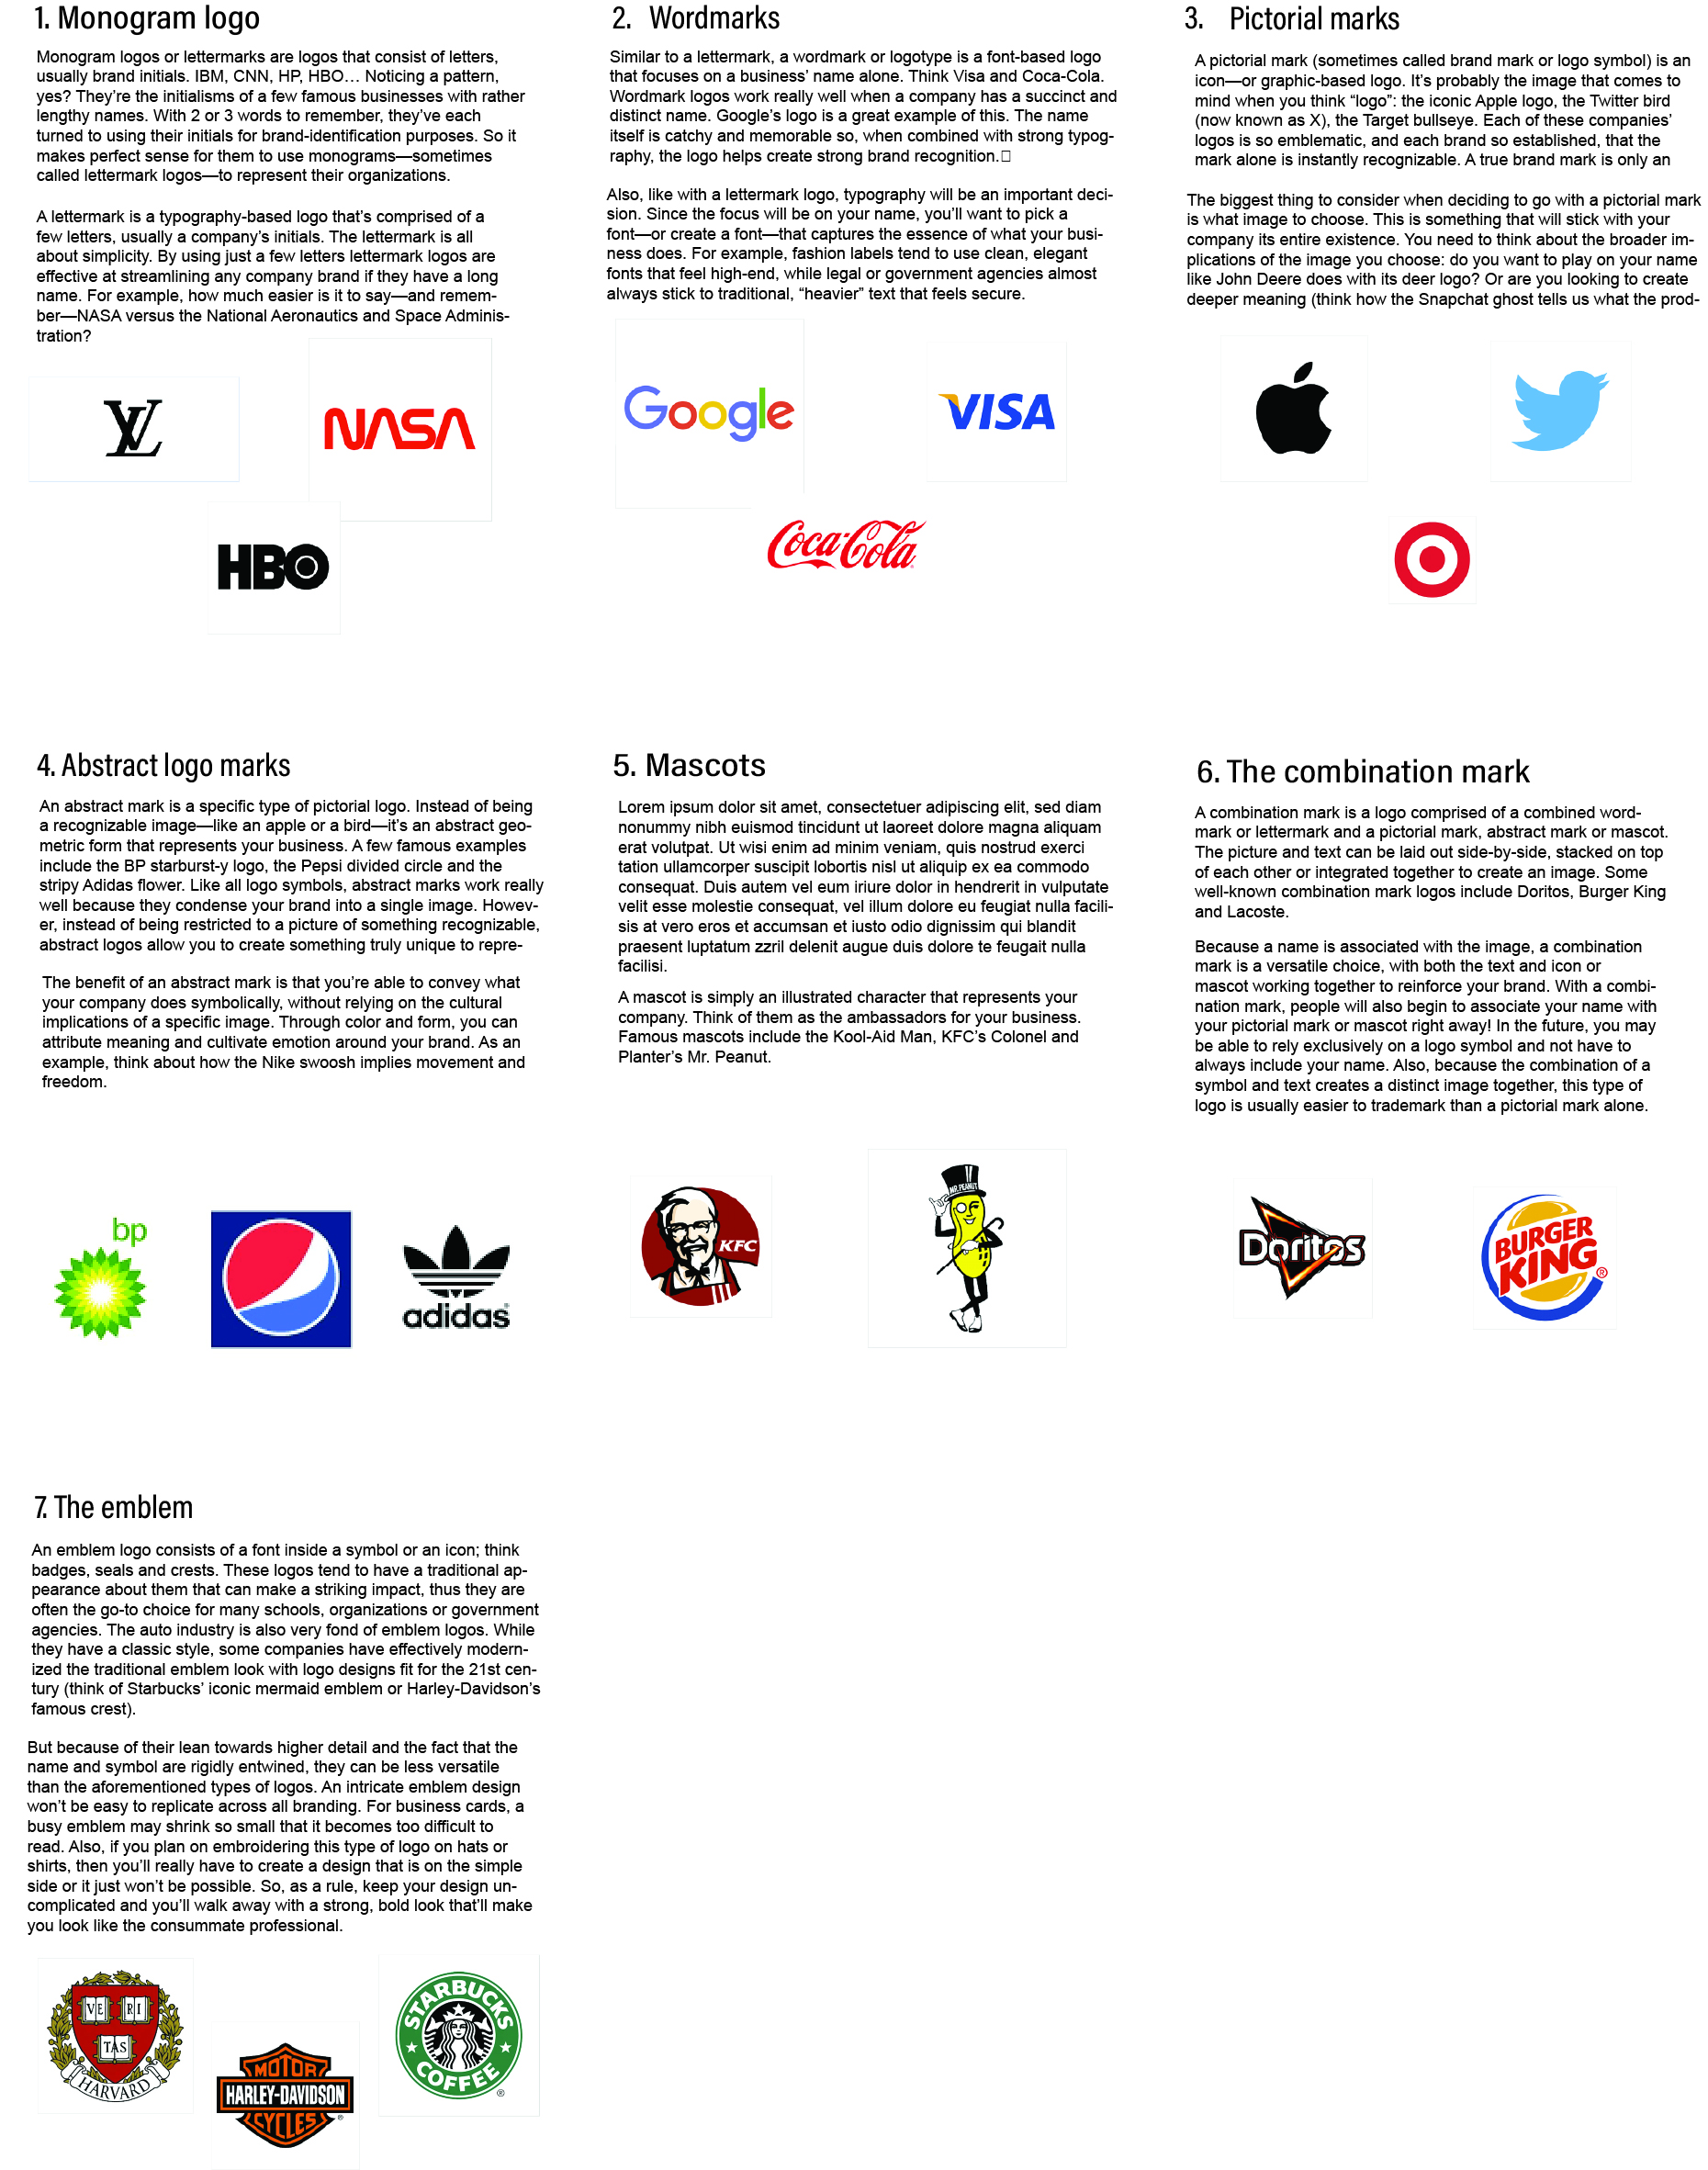 1. Monogram logo
Monogram logos or lettermarks are logos that consist of letters,
usually brand initials. IBM, CNN, HP, HBO… Noticing a pattern,
yes? They’re the initialisms of a few famous businesses with rather
lengthy names. With 2 or 3 words to remember, they’ve each
turned to using their initials for brand-identification purposes. So it
makes perfect sense for them to use monograms—sometimes
called lettermark logos—to represent their organizations.
A lettermark is a typography-based logo that’s comprised of a
few letters, usually a company’s initials. The lettermark is all
about simplicity. By using just a few letters lettermark logos are
effective at streamlining any company brand if they have a long
name. For example, how much easier is it to say—and remem-
ber—NASA versus the National Aeronautics and Space Adminis-
tration?
LV
NASA
HBO
2. Wordmarks
Similar to a lettermark, a wordmark or logotype is a font-based logo
that focuses on a business’ name alone. Think Visa and Coca-Cola.
Wordmark logos work really well when a company has a succinct and
distinct name. Google’s logo is a great example of this. The name
itself is catchy and memorable so, when combined with strong typog-
raphy, the logo helps create strong brand recognition.
Also, like with a lettermark logo, typography will be an important deci-
sion. Since the focus will be on your name, you’ll want to pick a
font—or create a font—that captures the essence of what your busi-
ness does. For example, fashion labels tend to use clean, elegant
fonts that feel high-end, while legal or government agencies almost
always stick to traditional, “heavier” text that feels secure.
Google
VISA
Coca-Cola
3. Pictorial marks
A pictorial mark (sometimes called brand mark or logo symbol) is an
icon—or graphic-based logo. It’s probably the image that comes to
mind when you think “logo”: the iconic Apple logo, the Twitter bird
(now known as X), the Target bullseye. Each of these companies’
logos is so emblematic, and each brand so established, that the
mark alone is instantly recognizable. A true brand mark is only an
The biggest thing to consider when deciding to go with a pictorial mark
is what image to choose. This is something that will stick with your
company its entire existence. You need to think about the broader im-
plications of the image you choose: do you want to play on your name
like John Deere does with its deer logo? Or are you looking to create
deeper meaning (think how the Snapchat ghost tells us what the prod-
4. Abstract logo marks
An abstract mark is a specific type of pictorial logo. Instead of being
a recognizable image—like an apple or a bird—it’s an abstract geo-
metric form that represents your business. A few famous examples
include the BP starburst-y logo, the Pepsi divided circle and the
stripy Adidas flower. Like all logo symbols, abstract marks work really
well because they condense your brand into a single image. Howev-
er, instead of being restricted to a picture of something recognizable,
abstract logos allow you to create something truly unique to repre-
The benefit of an abstract mark is that you’re able to convey what
your company does symbolically, without relying on the cultural
implications of a specific image. Through color and form, you can
attribute meaning and cultivate emotion around your brand. As an
example, think about how the Nike swoosh implies movement and
freedom.
bp
adidas
5. Mascots
Lorem ipsum dolor sit amet, consectetuer adipiscing elit, sed diam
nonummy nibh euismod tincidunt ut laoreet dolore magna aliquam
erat volutpat. Ut wisi enim ad minim veniam, quis nostrud exerci
tation ullamcorper suscipit lobortis nisl ut aliquip ex ea commodo
consequat. Duis autem vel eum iriure dolor in hendrerit in vulputate
velit esse molestie consequat, vel illum dolore eu feugiat nulla facili-
sis at vero eros et accumsan et iusto odio dignissim qui blandit
praesent luptatum zzril delenit augue duis dolore te feugait nulla
facilisi.
A mascot is simply an illustrated character that represents your
company. Think of them as the ambassadors for your business.
Famous mascots include the Kool-Aid Man, KFC’s Colonel and
Planter’s Mr. Peanut.
KFC
MR. PEANUT
6. The combination mark
A combination mark is a logo comprised of a combined word-
mark or lettermark and a pictorial mark, abstract mark or mascot.
The picture and text can be laid out side-by-side, stacked on top
of each other or integrated together to create an image. Some
well-known combination mark logos include Doritos, Burger King
and Lacoste.
Because a name is associated with the image, a combination
mark is a versatile choice, with both the text and icon or
mascot working together to reinforce your brand. With a combi-
nation mark, people will also begin to associate your name with
your pictorial mark or mascot right away! In the future, you may
be able to rely exclusively on a logo symbol and not have to
always include your name. Also, because the combination of a
symbol and text creates a distinct image together, this type of
logo is usually easier to trademark than a pictorial mark alone.
Doritos
BURGER
KING®
7. The emblem
An emblem logo consists of a font inside a symbol or an icon; think
badges, seals and crests. These logos tend to have a traditional ap-
pearance about them that can make a striking impact, thus they are
often the go-to choice for many schools, organizations or government
agencies. The auto industry is also very fond of emblem logos. While
they have a classic style, some companies have effectively modern-
ized the traditional emblem look with logo designs fit for the 21st cen-
tury (think of Starbucks’ iconic mermaid emblem or Harley-Davidson’s
famous crest).
But because of their lean towards higher detail and the fact that the
name and symbol are rigidly entwined, they can be less versatile
than the aforementioned types of logos. An intricate emblem design
won’t be easy to replicate across all branding. For business cards, a
busy emblem may shrink so small that it becomes too difficult to
read. Also, if you plan on embroidering this type of logo on hats or
shirts, then you’ll really have to create a design that is on the simple
side or it just won’t be possible. So, as a rule, keep your design un-
complicated and you’ll walk away with a strong, bold look that’ll make
you look like the consummate professional.
VE RI
TAS
HARVARD
MOTOR
HARLEY-DAVIDSON
CYCLES ®
STARBUCKS
COFFEE ®